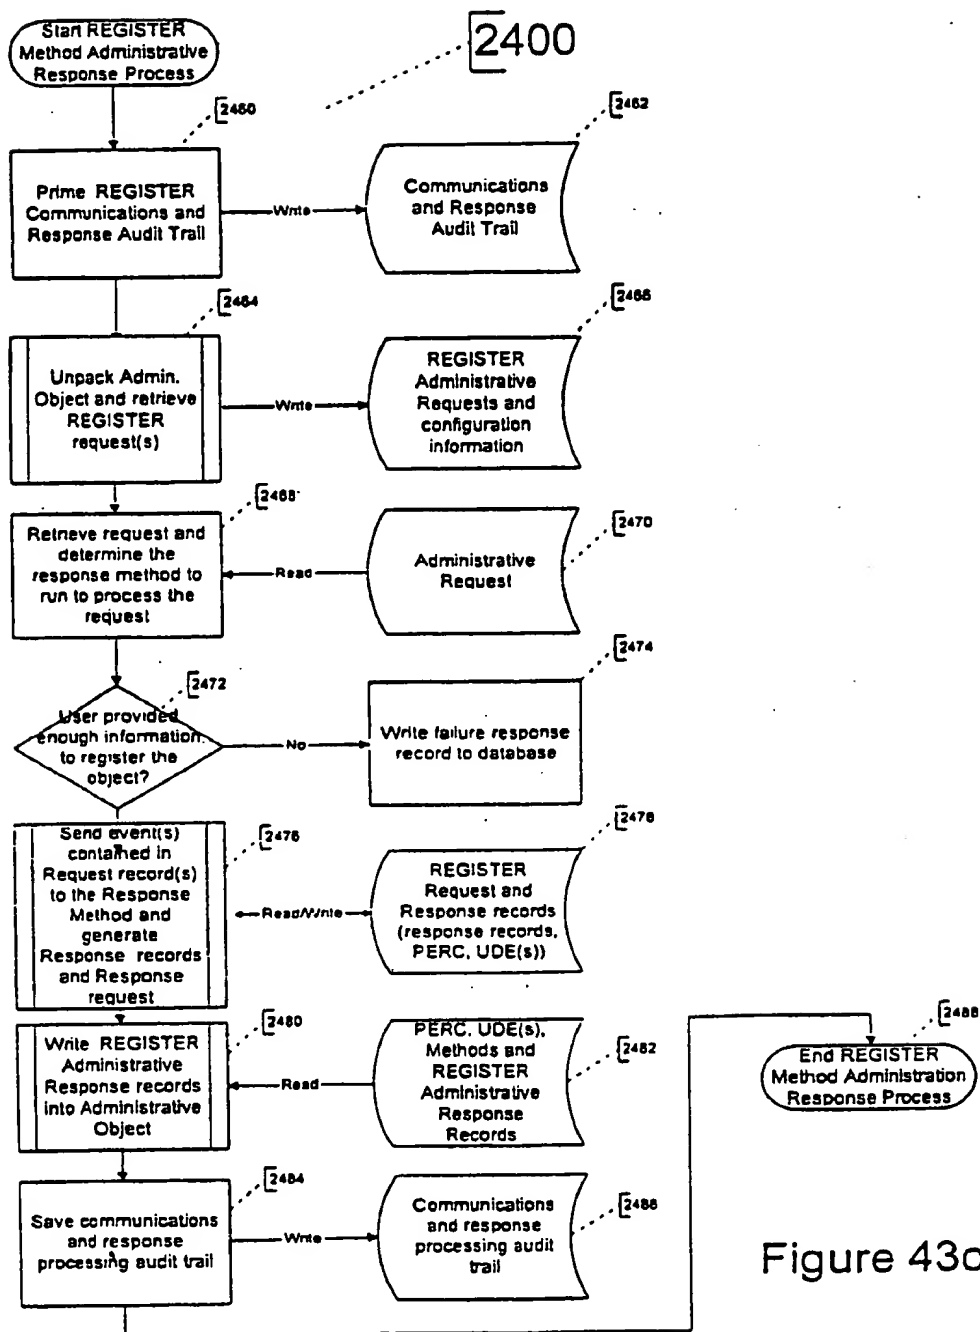 Start REGISTER
Method Administrative
Response Process
2400
2460
2462
Prime REGISTER
Communications and
Response Audit Trail
Write
Communications
and Response
Audit Trail
2464
2466
Unpack Admin.
Object and retrieve
REGISTER
request(s)
Write
REGISTER
Administrative
Requests and
configuration
information
2468
2470
Retrieve request and
determine the
response method to
run to process the
request
Read
Administrative
Request
2472
2474
User provided
enough information
to register the
object?
No
Write failure response
record to database
2476
2478
Send event(s)
contained in
Request record(s)
to the Response
Method and
generate
Response records
and Response
request
Read/Write
REGISTER
Request and
Response records
(response records,
PERC, UDE(s))
2480
2482
Write REGISTER
Administrative
Response records
into Administrative
Object
Read
PERC, UDE(s),
Methods and
REGISTER
Administrative
Response
Records
2488
End REGISTER
Method Administration
Response Process
2484
2486
Save communications
and response
processing audit trail
Write
Communications
and response
processing audit
trail
Figure 43c